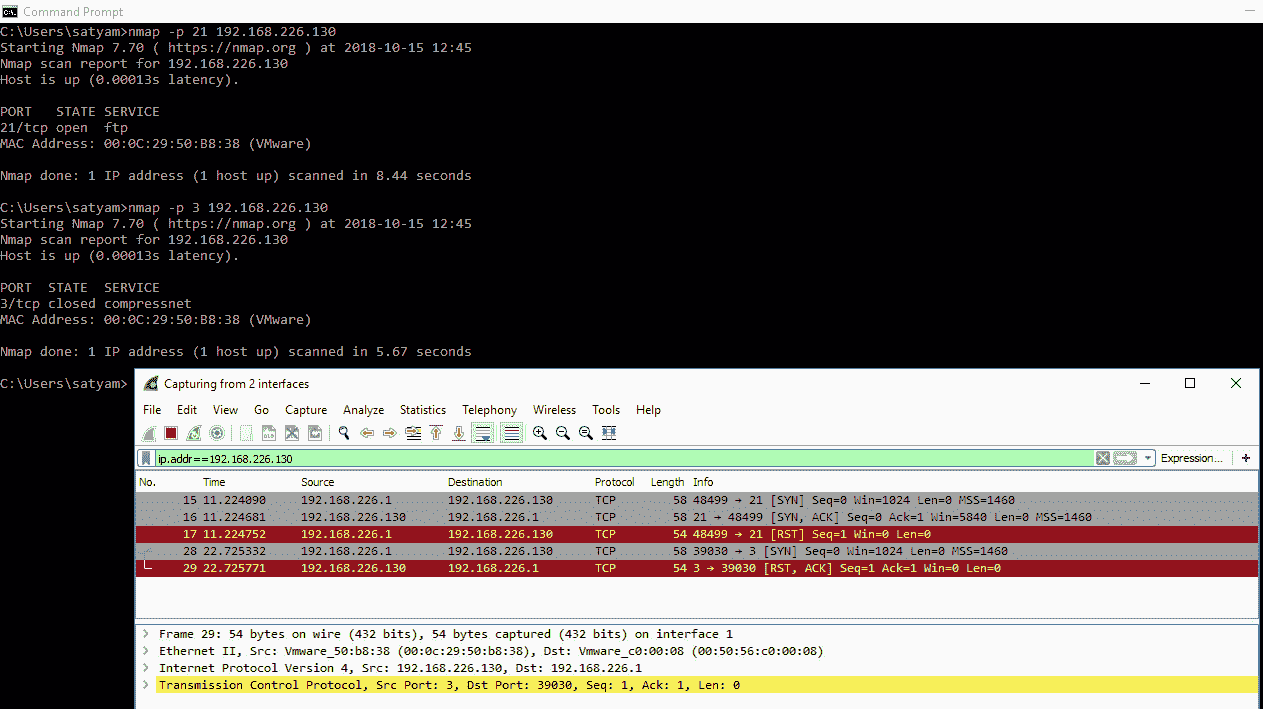 Command Prompt
C:\Users\satyam>nmap -p 21 192.168.226.130
Starting Nmap 7.70 ( https://nmap.org ) at 2018-10-15 12:45
Nmap scan report for 192.168.226.130
Host is up (0.00013s latency).
PORT   STATE SERVICE
21/tcp open  ftp
MAC Address: 00:0C:29:50:B8:38 (VMware)
Nmap done: 1 IP address (1 host up) scanned in 8.44 seconds
C:\Users\satyam>nmap -p 3 192.168.226.130
Starting Nmap 7.70 ( https://nmap.org ) at 2018-10-15 12:45
Nmap scan report for 192.168.226.130
Host is up (0.00013s latency).
PORT  STATE  SERVICE
3/tcp closed compressnet
MAC Address: 00:0C:29:50:B8:38 (VMware)
Nmap done: 1 IP address (1 host up) scanned in 5.67 seconds
C:\Users\satyam>
Capturing from 2 interfaces
File Edit View Go Capture Analyze Statistics Telephony Wireless Tools Help
ip.addr==192.168.226.130 Expression... +
No. Time Source Destination Protocol Length Info
15 11.224090 192.168.226.1 192.168.226.130 TCP 58 48499 → 21 [SYN] Seq=0 Win=1024 Len=0 MSS=1460
16 11.224681 192.168.226.130 192.168.226.1 TCP 58 21 → 48499 [SYN, ACK] Seq=0 Ack=1 Win=5840 Len=0 MSS=1460
17 11.224752 192.168.226.1 192.168.226.130 TCP 54 48499 → 21 [RST] Seq=1 Win=0 Len=0
28 22.725332 192.168.226.1 192.168.226.130 TCP 58 39030 → 3 [SYN] Seq=0 Win=1024 Len=0 MSS=1460
29 22.725771 192.168.226.130 192.168.226.1 TCP 54 3 → 39030 [RST, ACK] Seq=1 Ack=1 Win=0 Len=0
Frame 29: 54 bytes on wire (432 bits), 54 bytes captured (432 bits) on interface 1
Ethernet II, Src: Vmware_50:b8:38 (00:0c:29:50:b8:38), Dst: Vmware_c0:00:08 (00:50:56:c0:00:08)
Internet Protocol Version 4, Src: 192.168.226.130, Dst: 192.168.226.1
Transmission Control Protocol, Src Port: 3, Dst Port: 39030, Seq: 1, Ack: 1, Len: 0